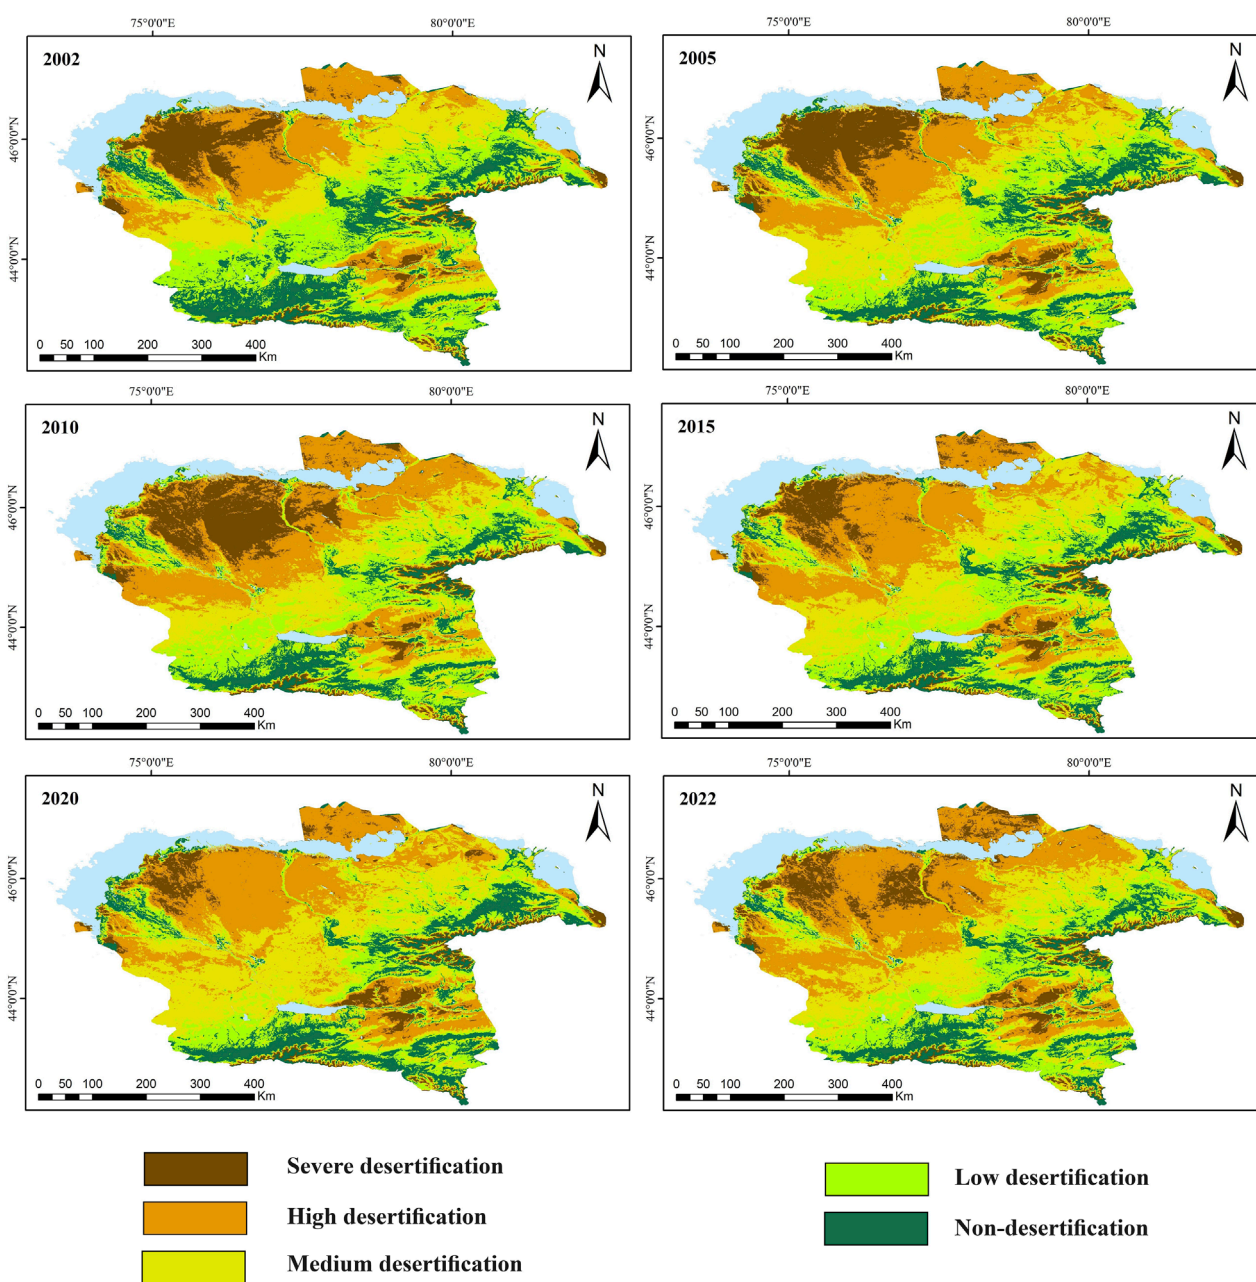 75°0'0"E 80°0'0"E
75°0'0"E 80°0'0"E
2002
N
46°0'0"N
44°0'0"N
0 50 100 200 300 400
Km
2005
N
46°0'0"N
44°0'0"N
0 50 100 200 300 400
Km
75°0'0"E 80°0'0"E
75°0'0"E 80°0'0"E
2010
N
46°0'0"N
44°0'0"N
0 50 100 200 300 400
Km
2015
N
46°0'0"N
44°0'0"N
0 50 100 200 300 400
Km
75°0'0"E 80°0'0"E
75°0'0"E 80°0'0"E
2020
N
46°0'0"N
44°0'0"N
0 50 100 200 300 400
Km
2022
N
46°0'0"N
44°0'0"N
0 50 100 200 300 400
Km
Severe desertification
High desertification
Medium desertification
Low desertification
Non-desertification